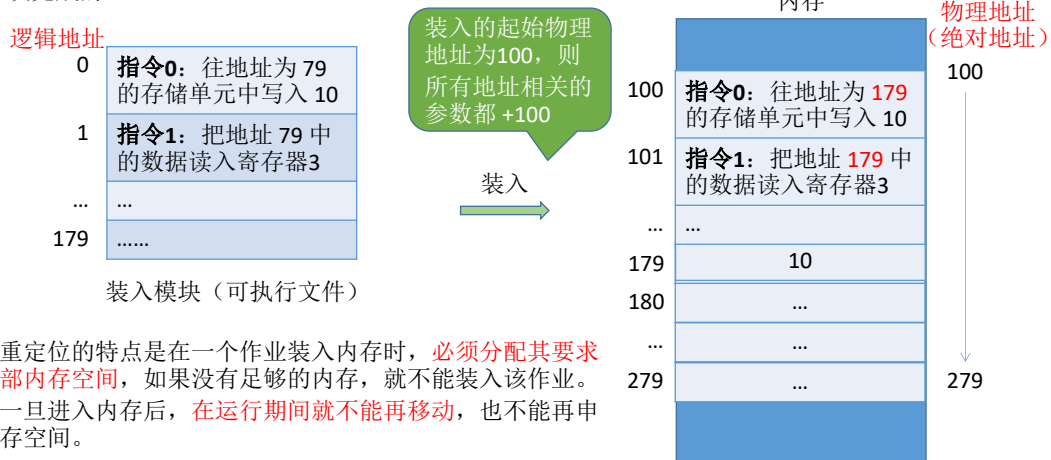 逻辑地址
0
指令0：往地址为 79
的存储单元中写入 10
1
指令1：把地址 79 中
的数据读入寄存器3
...
...
179
......
装入模块（可执行文件）
装入的起始物理
地址为100，则
所有地址相关的
参数都 +100
装入
内存
物理地址
（绝对地址）
100
指令0：往地址为 179
的存储单元中写入 10
100
101
指令1：把地址 179 中
的数据读入寄存器3
...
...
179
10
180
...
...
...
279
...
279
重定位的特点是在一个作业装入内存时，必须分配其要求
部内存空间，如果没有足够的内存，就不能装入该作业。
一旦进入内存后，在运行期间就不能再移动，也不能再申
存空间。